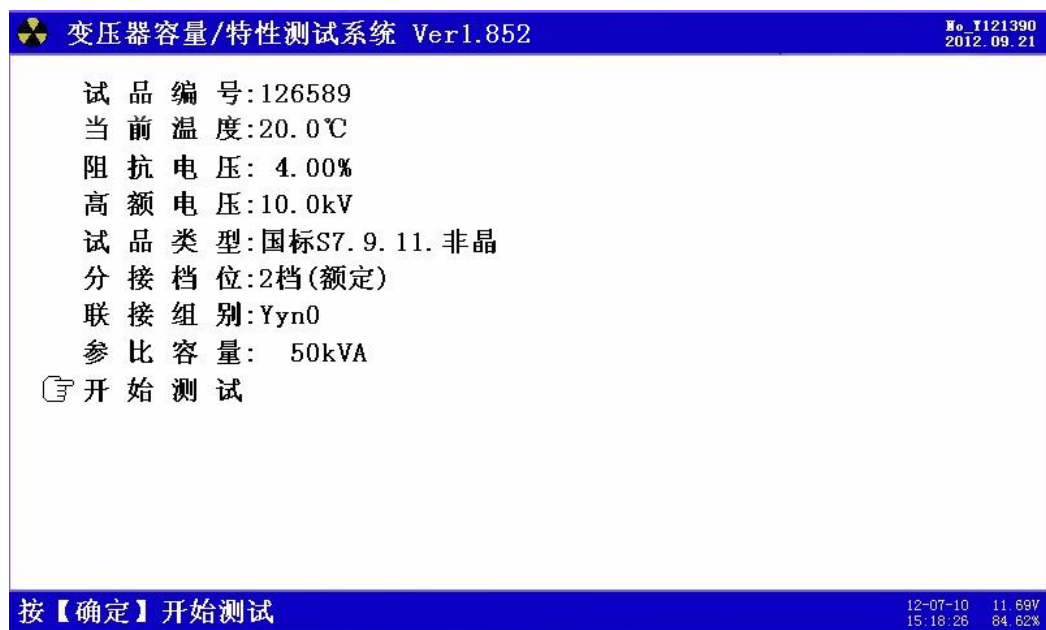 变压器容量/特性测试系统 Ver1.852
No_Y121390
2012.09.21
试品编号:126589
当前温度:20.0℃
阻抗电压: 4.00%
高额电压:10.0kV
试品类型:国标S7.9.11.非晶
分接档位:2档(额定)
联接组别:Yyn0
参比容量: 50kVA
开始测试
按【确定】开始测试
12-07-10 11.69V
15:18:26 84.62%